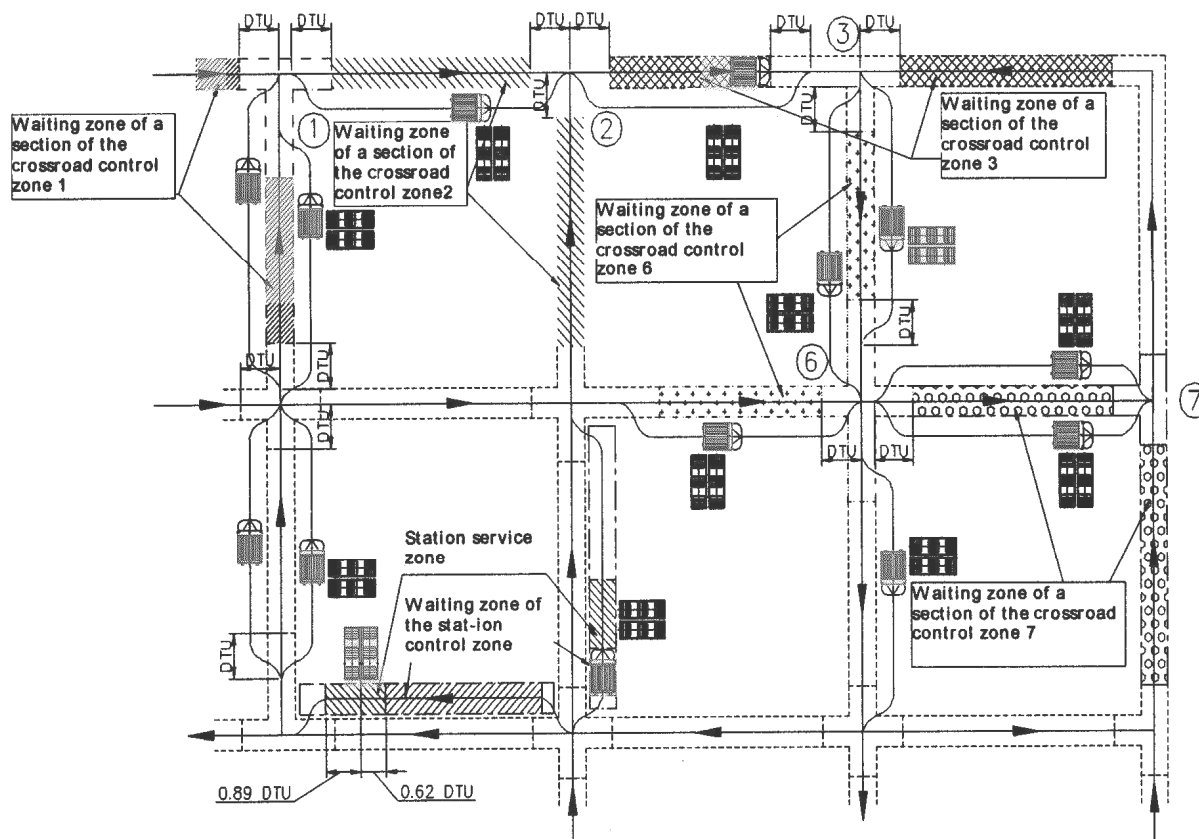 DTU
DTU
DTU
DTU
DTU
DTU
3
DTU
DTU
Waiting zone of a
section of the
crossroad control
zone 1
1
Waiting zone
of a section of
the crossroad
control zone2
2
Waiting zone of a
section of the
crossroad control
zone 3
Waiting zone of a
section of the
crossroad control
zone 6
DTU
DTU
DTU
6
7
DTU
DTU
DTU
Station service
zone
Waiting zone of
the stat-ion
control zone
Waiting zone of a
section of the crossroad
control zone 7
DTU
0.89 DTU
0.62 DTU